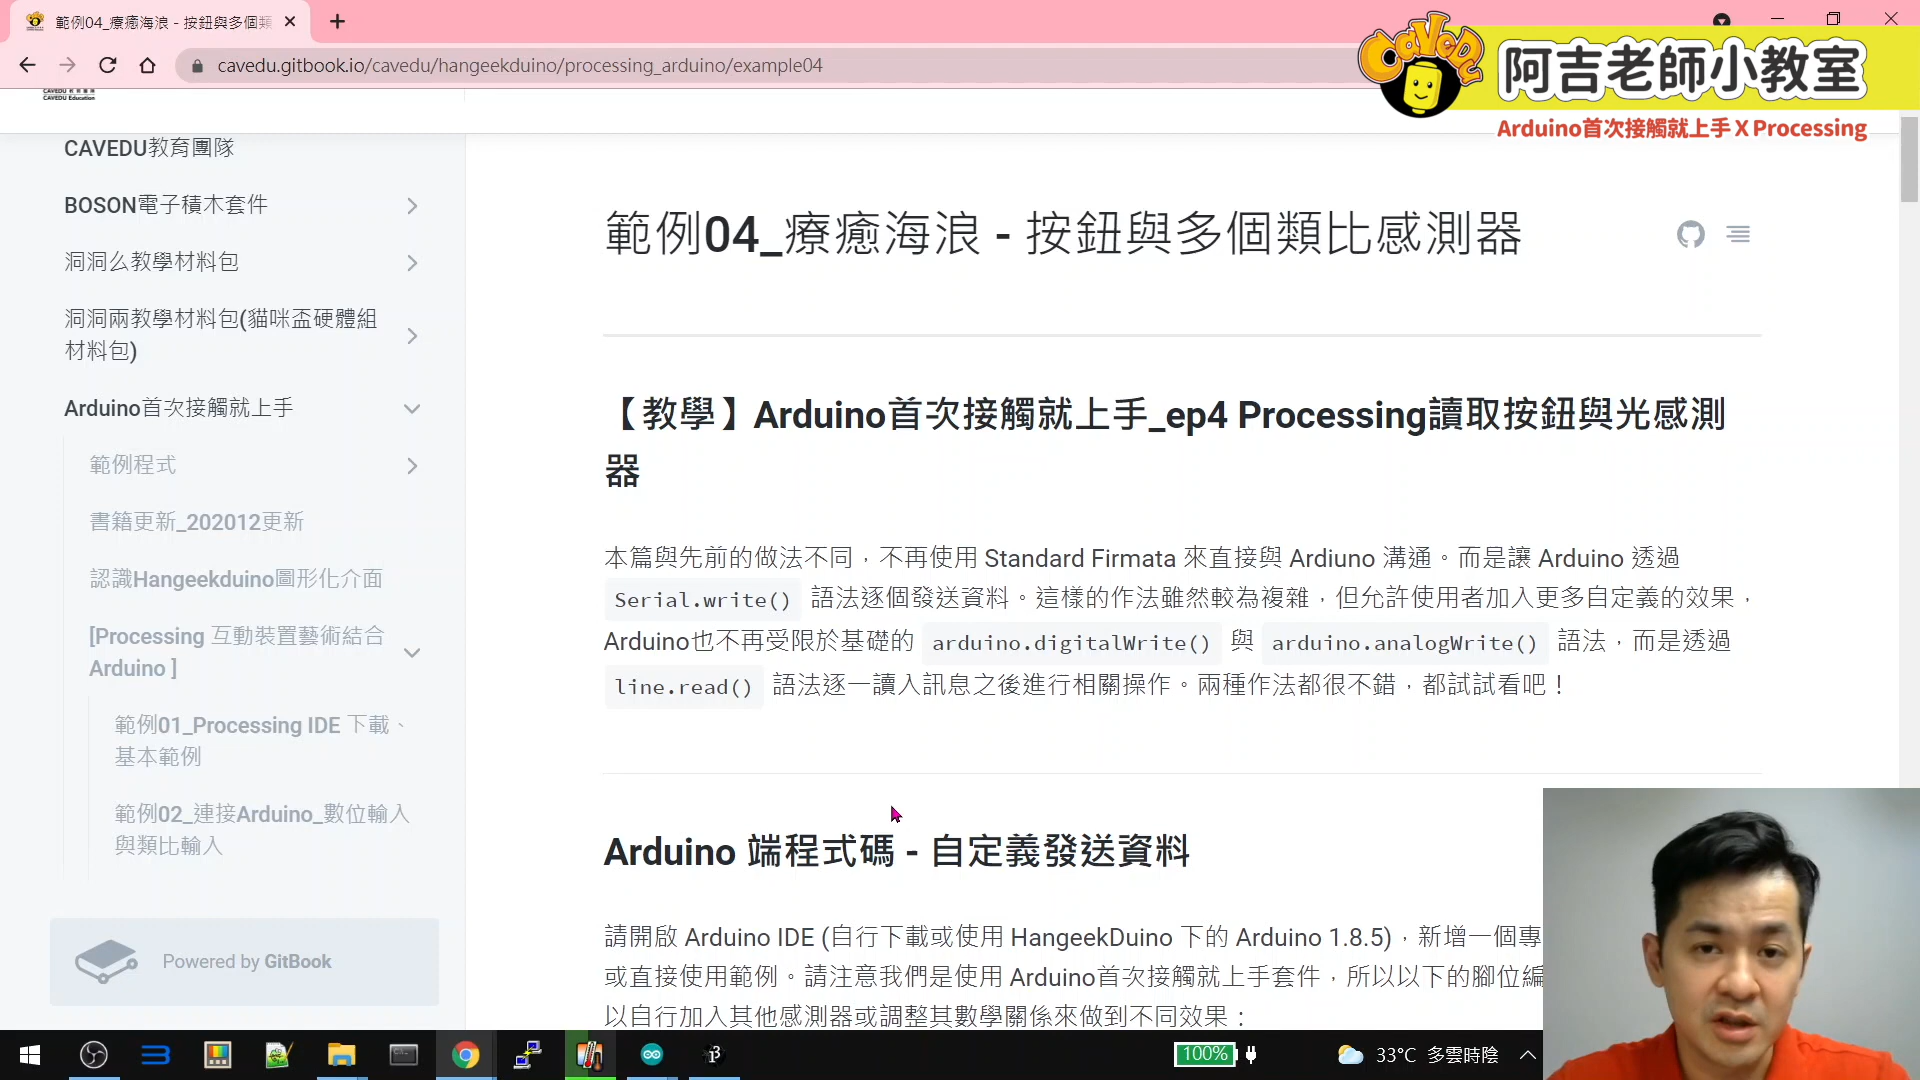 範例04_療癒海浪 - 按鈕與多個類
cavedu.gitbook.io/cavedu/hangeekduino/processing_arduino/example04
CAVEDU
阿吉老師小教室
Arduino首次接觸就上手 X Processing
CAVEDU 教育團隊
CAVEDU Education
CAVEDU教育團隊
BOSON電子積木套件
洞洞么教學材料包
洞洞兩教學材料包(貓咪盃硬體組
材料包)
Arduino首次接觸就上手
範例程式
書籍更新_202012更新
認識Hangeekduino圖形化介面
[Processing 互動裝置藝術結合
Arduino ]
範例01_Processing IDE 下載、
基本範例
範例02_連接Arduino_數位輸入
與類比輸入
Powered by GitBook
範例04_療癒海浪 - 按鈕與多個類比感測器
【教學】Arduino首次接觸就上手_ep4 Processing讀取按鈕與光感測
器
本篇與先前的做法不同，不再使用 Standard Firmata 來直接與 Ardiuno 溝通。而是讓 Arduino 透過
Serial.write() 語法逐個發送資料。這樣的作法雖然較為複雜，但允許使用者加入更多自定義的效果，
Arduino也不再受限於基礎的 arduino.digitalWrite() 與 arduino.analogWrite() 語法，而是透過
line.read() 語法逐一讀入訊息之後進行相關操作。兩種作法都很不錯，都試試看吧！
Arduino 端程式碼 - 自定義發送資料
請開啟 Arduino IDE (自行下載或使用 HangeekDuino 下的 Arduino 1.8.5)，新增一個專
或直接使用範例。請注意我們是使用 Arduino首次接觸就上手套件，所以以下的腳位編
以自行加入其他感測器或調整其數學關係來做到不同效果：
100%
33°C 多雲時陰